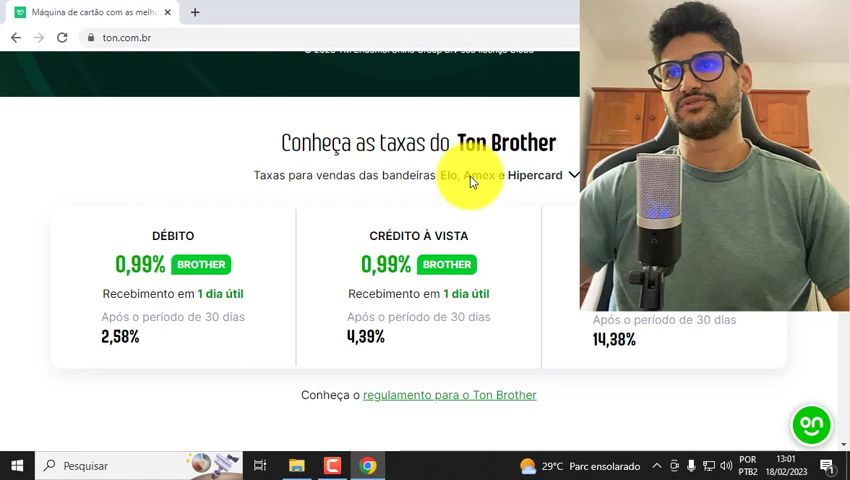 Máquina de cartão com as melho
ton.com.br
Conheça as taxas do Ton Brother
Taxas para vendas das bandeiras Elo, Amex e Hipercard
DÉBITO
0,99% BROTHER
Recebimento em 1 dia útil
Após o período de 30 dias
2,58%
CRÉDITO À VISTA
0,99% BROTHER
Recebimento em 1 dia útil
Após o período de 30 dias
4,39%
Após o período de 30 dias
14,38%
Conheça o regulamento para o Ton Brother
on
Pesquisar
29°C Parc ensolarado
POR
PTB2
13:01
18/02/2023
1